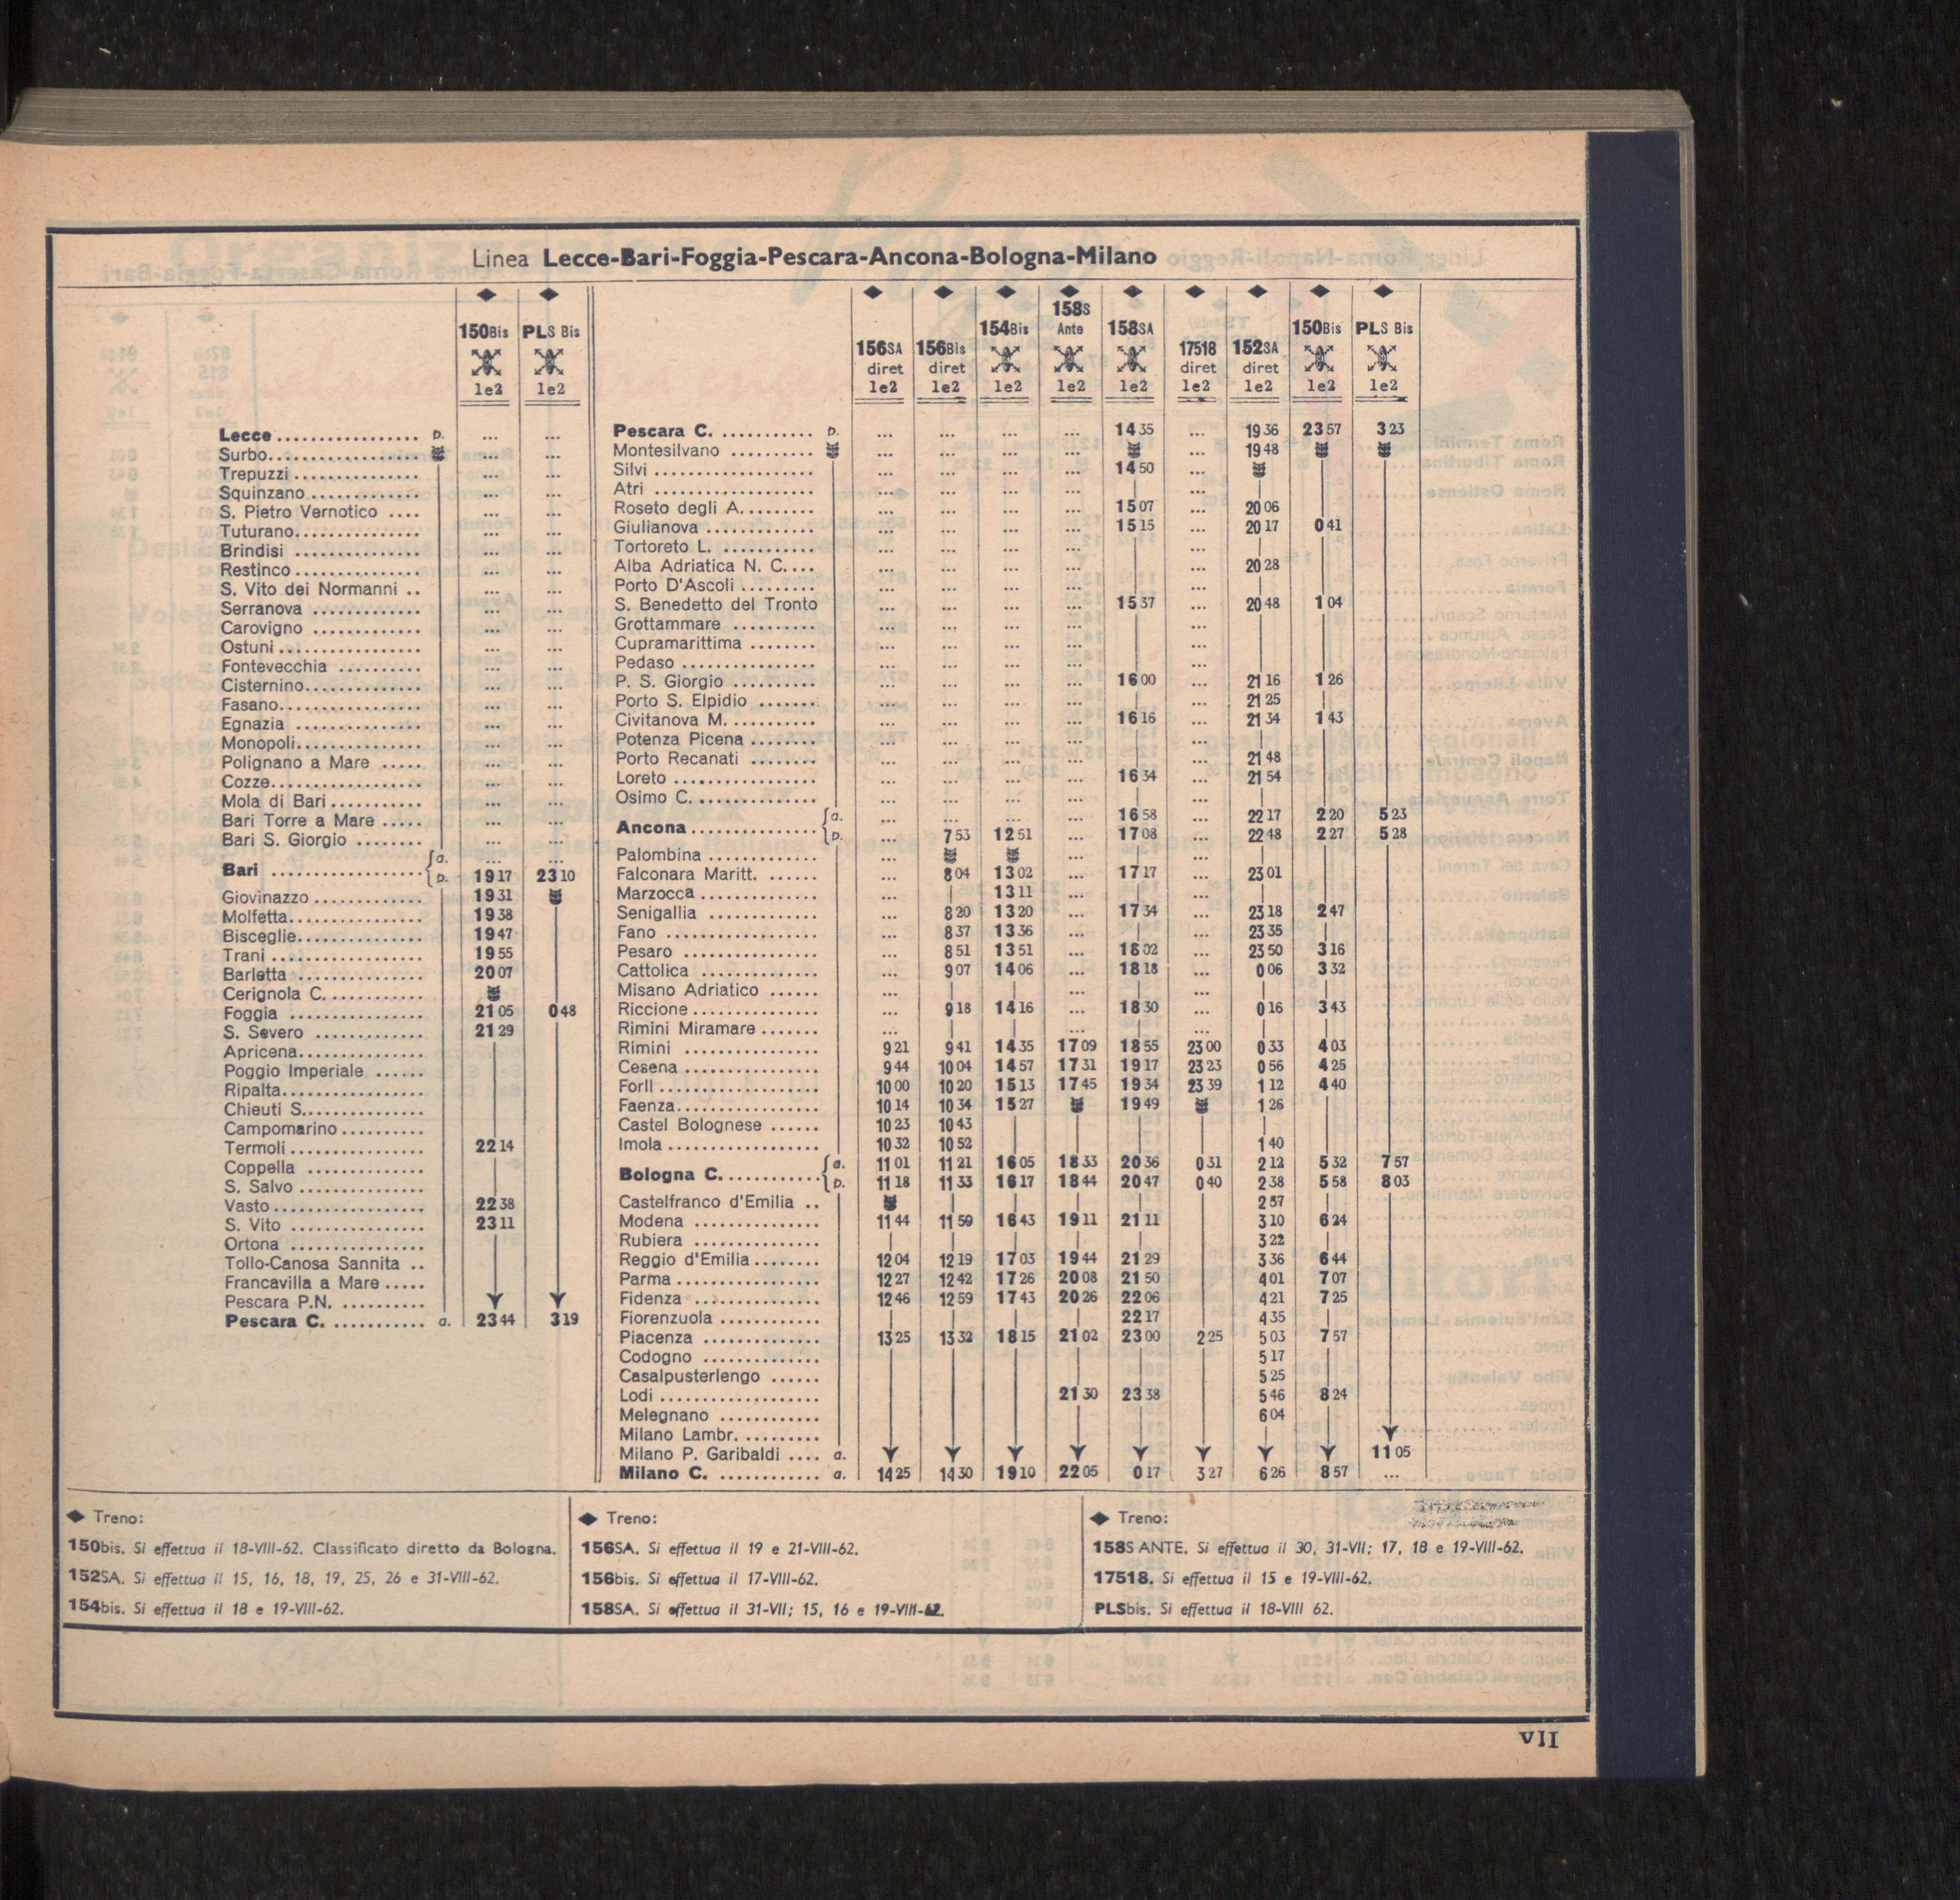 Linea Lecce-Bari-Foggia-Pescara-Ancona-Bologna-Milano
150Bis PLS Bis
1e2 1e2
Lecce ................. p. ... ...
Surbo.................. ... ...
Trepuzzi ............... ... ...
Squinzano ............. ... ...
S. Pietro Vernotico .... ... ...
Tuturano............... ... ...
Brindisi ............... ... ...
Restinco ............... ... ...
S. Vito dei Normanni .. ... ...
Serranova ............. ... ...
Carovigno ............. ... ...
Ostuni ................. ... ...
Fontevecchia .......... ... ...
Cisternino.............. ... ...
Fasano................. ... ...
Egnazia ............... ... ...
Monopoli............... ... ...
Polignano a Mare ..... ... ...
Cozze.................. ... ...
Mola di Bari ........... ... ...
Bari Torre a Mare ..... ... ...
Bari S. Giorgio ........ ... ...
Bari .................. a. ... ...
p. 19 17 23 10
Giovinazzo ............. 19 31
Molfetta................ 19 38
Bisceglie............... 19 47
Trani .................. 19 55
Barletta ............... 20 07
Cerignola C. ...........
Foggia ................ 21 05 0 48
S. Severo ............. 21 29
Apricena...............
Poggio Imperiale ......
Ripalta.................
Chieuti S...............
Campomarino ..........
Termoli ................ 22 14
Coppella ..............
S. Salvo ...............
Vasto .................. 22 38
S. Vito ................ 23 11
Ortona ................
Tollo-Canosa Sannita ..
Francavilla a Mare .....
Pescara P.N. ..........
Pescara C. ........... a. 23 44 3 19
156SA 156Bis 154Bis 158S Ante 158SA 17518 152SA 150Bis PLS Bis
diret diret diret diret
1e2 1e2 1e2 1e2 1e2 1e2 1e2 1e2 1e2
Pescara C. ........... p. ... ... ... ... 14 35 ... 19 36 23 57 3 23
Montesilvano .......... ... ... ... ... ... 19 48
Silvi ................... ... ... ... ... 14 50 ...
Atri ................... ... ... ... ... ...
Roseto degli A. ........ ... ... ... ... 15 07 ... 20 06
Giulianova ............. ... ... ... ... 15 15 ... 20 17 0 41
Tortoreto L. ........... ... ... ... ... ...
Alba Adriatica N. C.... ... ... ... ... ... 20 28
Porto D'Ascoli ......... ... ... ... ... ...
S. Benedetto del Tronto ... ... ... ... 15 37 ... 20 48 1 04
Grottammare .......... ... ... ... ... ...
Cupramarittima ........ ... ... ... ... ...
Pedaso ................ ... ... ... ... ...
P. S. Giorgio .......... ... ... ... ... 16 00 ... 21 16 1 26
Porto S. Elpidio ....... ... ... ... ... ... 21 25
Civitanova M. .......... ... ... ... ... 16 16 ... 21 34 1 43
Potenza Picena ........ ... ... ... ... ...
Porto Recanati ........ ... ... ... ... ... 21 48
Loreto ................. ... ... ... ... 16 34 ... 21 54
Osimo C. .............. ... ... ... ... ...
Ancona ............... a. ... ... ... ... 16 58 ... 22 17 2 20 5 23
p. ... 7 53 12 51 ... 17 08 ... 22 48 2 27 5 28
Palombina ............. ... ... ...
Falconara Maritt. ...... ... 8 04 13 02 ... 17 17 ... 23 01
Marzocca .............. ... 13 11 ... ...
Senigallia ............. ... 8 20 13 20 ... 17 34 ... 23 18 2 47
Fano .................. ... 8 37 13 36 ... ... 23 35
Pesaro ................ ... 8 51 13 51 ... 18 02 ... 23 50 3 16
Cattolica .............. ... 9 07 14 06 ... 18 18 ... 0 06 3 32
Misano Adriatico ...... ... ... ...
Riccione ............... ... 9 18 14 16 ... 18 30 ... 0 16 3 43
Rimini Miramare ....... ... ... ...
Rimini ................ 9 21 9 41 14 35 17 09 18 55 23 00 0 33 4 03
Cesena ................ 9 44 10 04 14 57 17 31 19 17 23 23 0 56 4 25
Forlì ................... 10 00 10 20 15 13 17 45 19 34 23 39 1 12 4 40
Faenza................. 10 14 10 34 15 27 19 49 1 26
Castel Bolognese ...... 10 23 10 43
Imola .................. 10 32 10 52 1 40
Bologna C. ............ a. 11 01 11 21 16 05 18 33 20 36 0 31 2 12 5 32 7 57
p. 11 18 11 33 16 17 18 44 20 47 0 40 2 38 5 58 8 03
Castelfranco d'Emilia .. 2 57
Modena ............... 11 44 11 59 16 43 19 11 21 11 3 10 6 24
Rubiera ............... 3 22
Reggio d'Emilia ........ 12 04 12 19 17 03 19 44 21 29 3 36 6 44
Parma ................. 12 27 12 42 17 26 20 08 21 50 4 01 7 07
Fidenza ............... 12 46 12 59 17 43 20 26 22 06 4 21 7 25
Fiorenzuola ............ 22 17 4 35
Piacenza .............. 13 25 13 32 18 15 21 02 23 00 2 25 5 03 7 57
Codogno .............. 5 17
Casalpusterlengo ...... 5 25
Lodi ................... 21 30 23 38 5 46 8 24
Melegnano ............ 6 04
Milano Lambr. .........
Milano P. Garibaldi .... a. 11 05
Milano C. ............ a. 14 25 14 30 19 10 22 05 0 17 3 27 6 26 8 57 ...
◆ Treno:
150bis. Si effettua il 18-VIII-62. Classificato diretto da Bologna.
152SA. Si effettua il 15, 16, 18, 19, 25, 26 e 31-VIII-62.
154bis. Si effettua il 18 e 19-VIII-62.
◆ Treno:
156SA. Si effettua il 19 e 21-VIII-62.
156bis. Si effettua il 17-VIII-62.
158SA. Si effettua il 31-VII; 15, 16 e 19-VIII-62.
◆ Treno:
158S ANTE. Si effettua il 30, 31-VII; 17, 18 e 19-VIII-62.
17518. Si effettua il 15 e 19-VIII-62.
PLSbis. Si effettua il 18-VIII 62.
VII